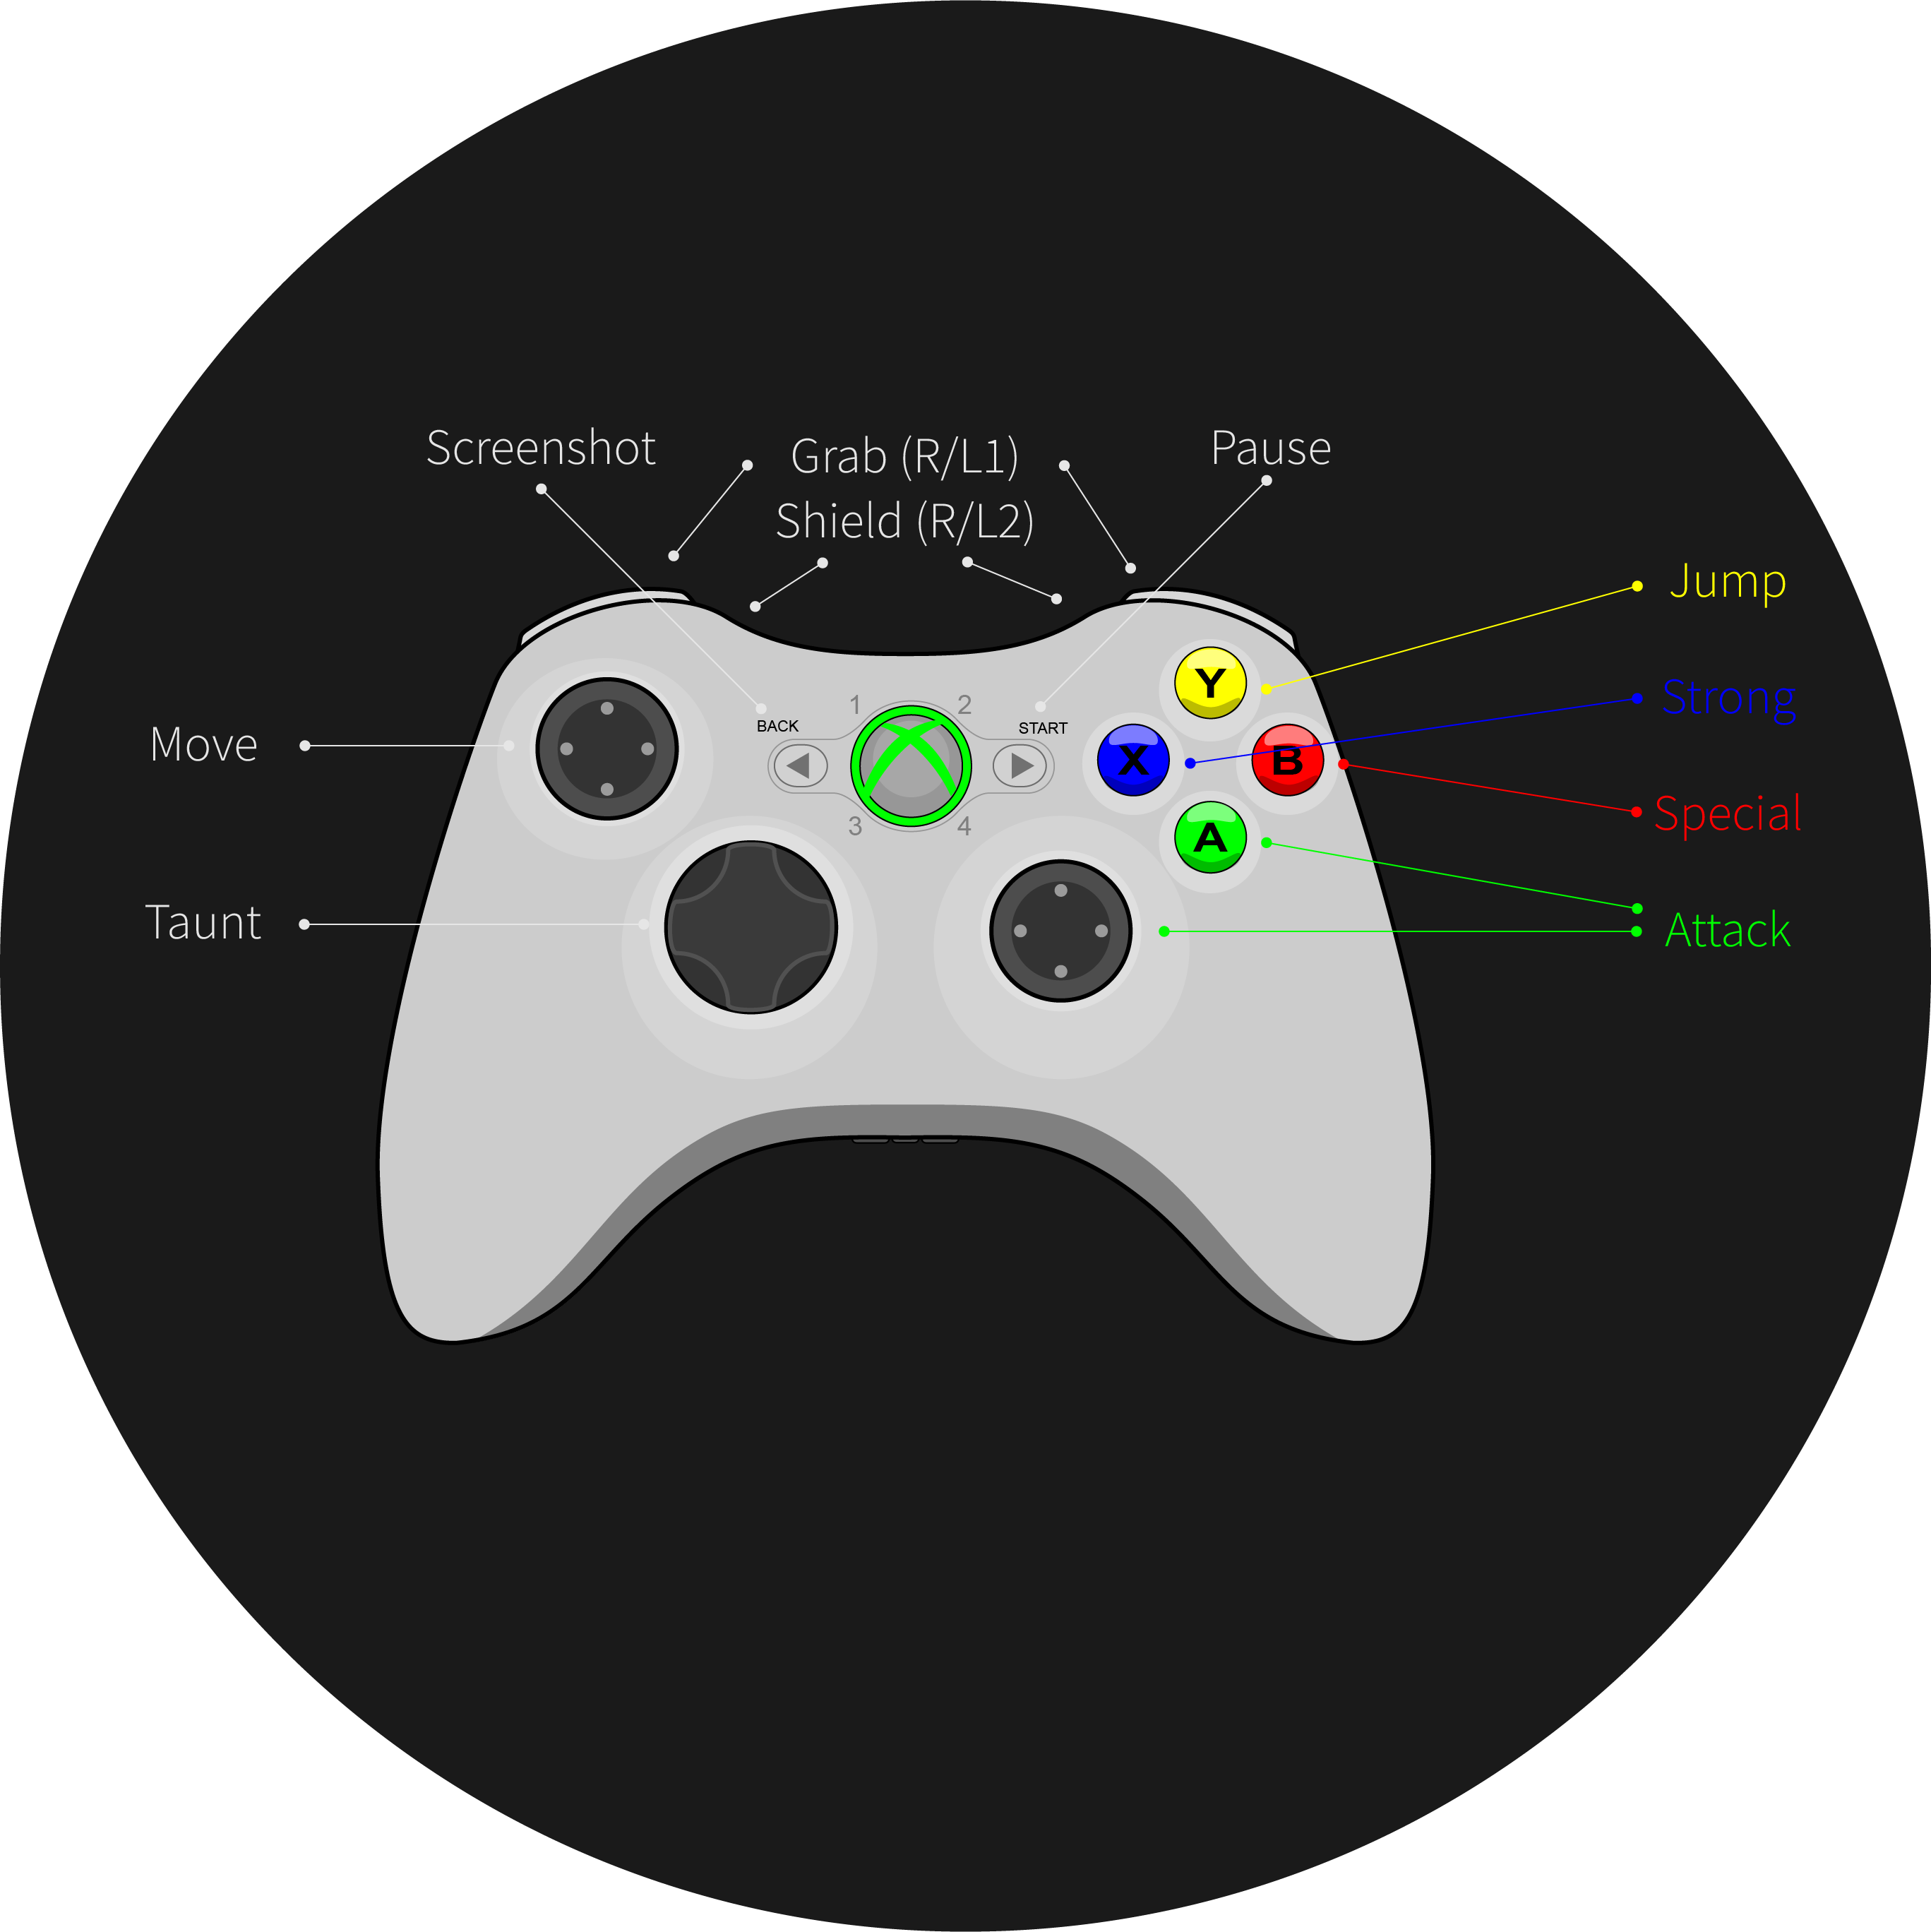 Screenshot
Grab (R/L1)
Pause
Shield (R/L2)
Jump
Y
Strong
1
2
BACK
START
Move
X
B
Special
3
4
A
Taunt
Attack